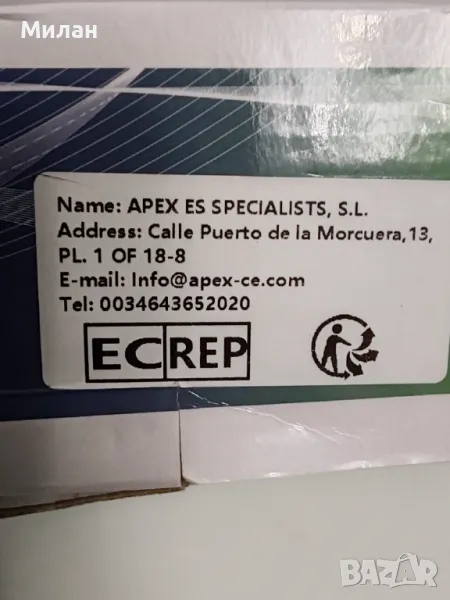 Милан
Name: APEX ES SPECIALISTS, S.L.
Address: Calle Puerto de la Morcuera,13,
PL. 1 OF 18-8
E-mail: Info@apex-ce.com
Tel: 0034643652020
EC REP
BAZAR